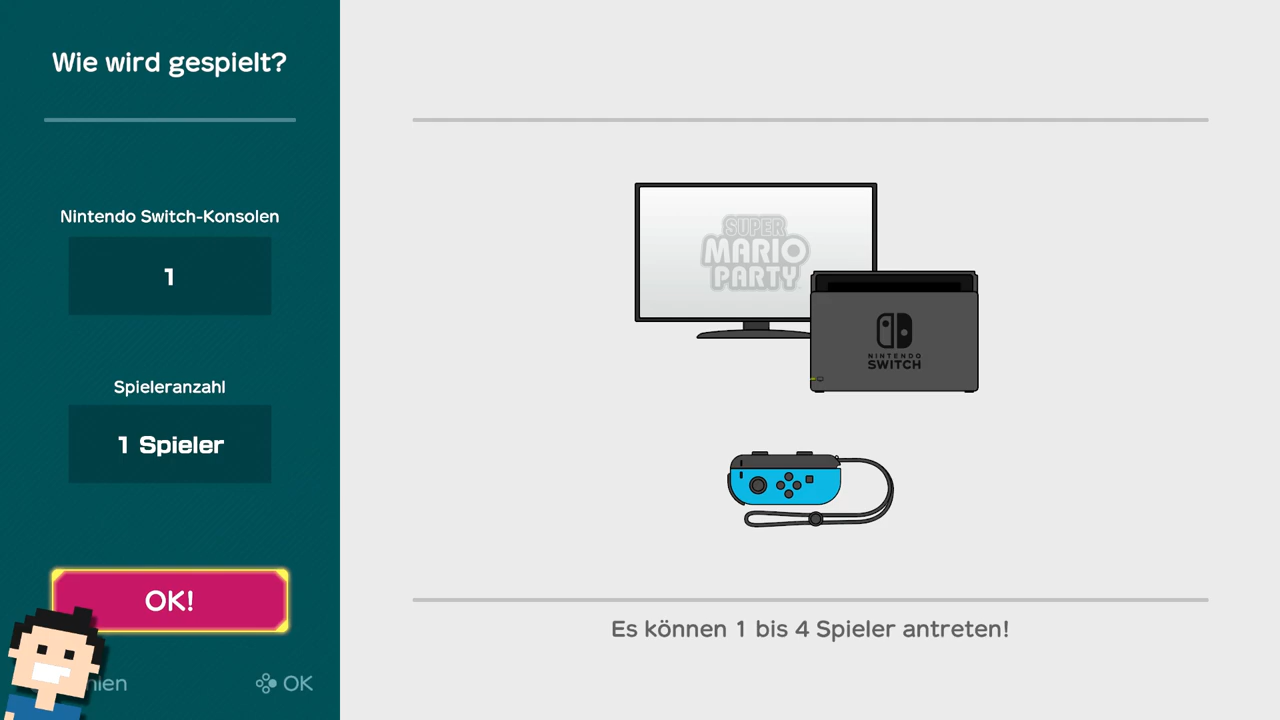 Wie wird gespielt?
Nintendo Switch-Konsolen
1
Spieleranzahl
1 Spieler
OK!
OK
SUPER
MARIO
PARTY
NINTENDO
SWITCH
Es können 1 bis 4 Spieler antreten!